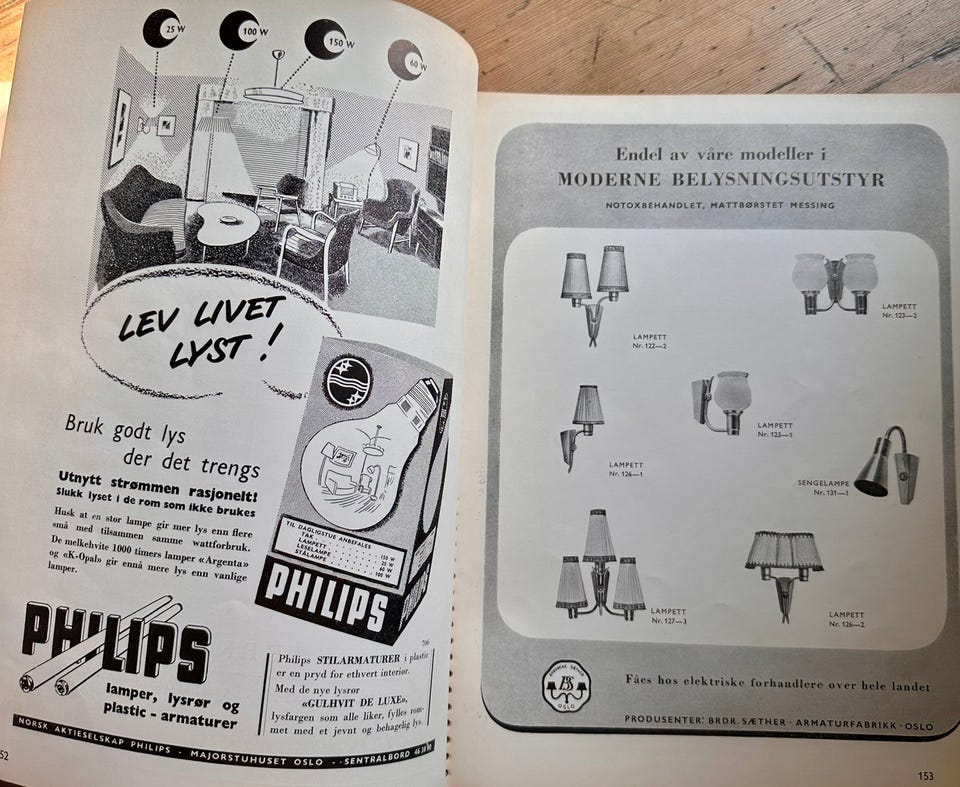 25 W
100 W
150 W
60 W
LEV LIVET
LYST !
Bruk godt lys
der det trengs
Utnytt strømmen rasjonelt!
Slukk lyset i de rom som ikke brukes
Husk at en stor lampe gir mer lys enn flere
små med tilsammen samme wattforbruk.
De melkehvite 1000 timers lamper «Argenta»
og «K-Opal» gir ennå mere lys enn vanlige
lamper.
TIL DAGLIGSTUE ANBEFALES
TAK . . . . . . . 150 W
LAMPETT . . . . . . . 25 W
LESELAMPE . . . . . . . 60 W
STÅLAMPE . . . . . . . 100 W
PHILIPS
706
PHILIPS
lamper, lysrør og
plastic - armaturer
Philips STILARMATURER i plastic
er en pryd for ethvert interiør.
Med de nye lysrør
«GULHVIT DE LUXE»,
lysfargen som alle liker, fylles rom-
met med et jevnt og behagelig lys.
NORSK AKTIESELSKAP PHILIPS · MAJORSTUHUSET OSLO · SENTRALBORD 46 38
52
Endel av våre modeller i
MODERNE BELYSNINGSUTSTYR
NOTOXBEHANDLET, MATTBØRSTET MESSING
LAMPETT
Nr. 122—2
LAMPETT
Nr. 123—2
LAMPETT
Nr. 126—1
LAMPETT
Nr. 123—1
SENGELAMPE
Nr. 131—1
LAMPETT
Nr. 127—3
LAMPETT
Nr. 126—2
BRØDRENE SÆTHER
BS
OSLO
Fåes hos elektriske forhandlere over hele landet
PRODUSENTER: BRDR. SÆTHER · ARMATURFABRIKK · OSLO
153